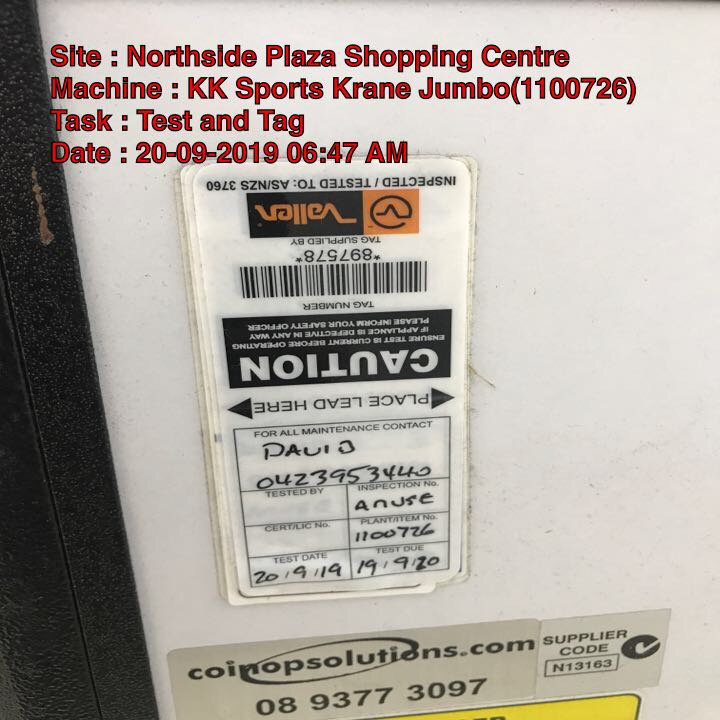 Site : Northside Plaza Shopping Centre
Machine : KK Sports Krane Jumbo(1100726)
Task : Test and Tag
Date : 20-09-2019 06:47 AM
INSPECTED / TESTED TO: AS/NZS 3760
Vallen
TAG SUPPLIED BY
*897578*
TAG NUMBER
CAUTION
ENSURE TEST IS CURRENT BEFORE OPERATING
IF APPLIANCE IS DEFECTIVE IN ANY WAY
PLEASE INFORM YOUR SAFETY OFFICER
PLACE LEAD HERE
FOR ALL MAINTENANCE CONTACT
DAVID
0423953440
TESTED BY
INSPECTION No.
CERT/LIC No.
PLANT/ITEM No.
1100726
TEST DATE
TEST DUE
20/9/19
19/9/20
coinopsolutions.com
08 9377 3097
SUPPLIER
CODE
N13163